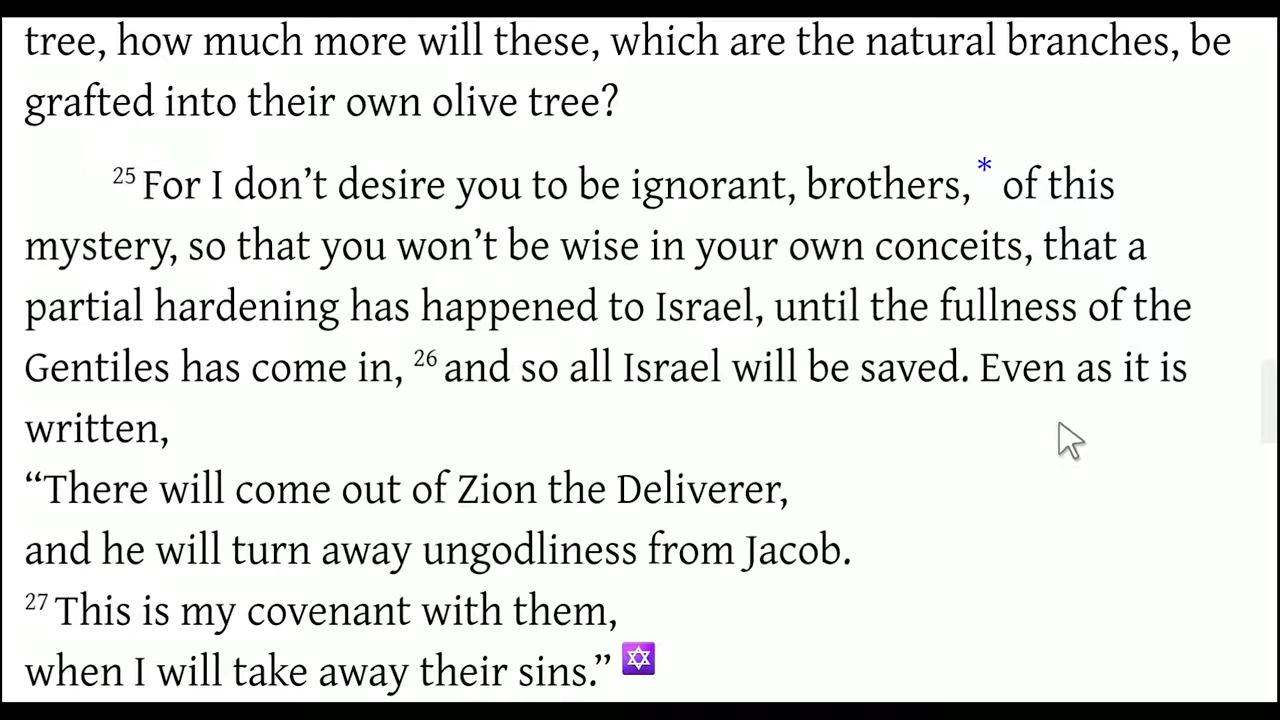 tree, how much more will these, which are the natural branches, be
grafted into their own olive tree?
25 For I don’t desire you to be ignorant, brothers,* of this
mystery, so that you won’t be wise in your own conceits, that a
partial hardening has happened to Israel, until the fullness of the
Gentiles has come in, 26 and so all Israel will be saved. Even as it is
written,
“There will come out of Zion the Deliverer,
and he will turn away ungodliness from Jacob.
27 This is my covenant with them,
when I will take away their sins.” 🔯